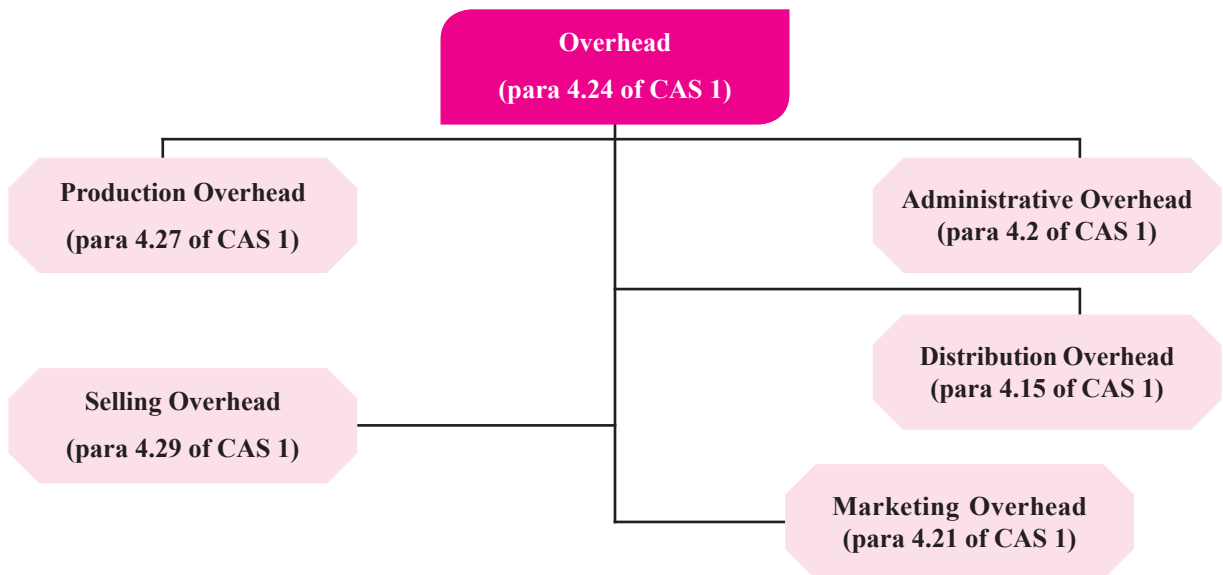 Overhead
(para 4.24 of CAS 1)
Production Overhead
(para 4.27 of CAS 1)
Administrative Overhead
(para 4.2 of CAS 1)
Distribution Overhead
(para 4.15 of CAS 1)
Selling Overhead
(para 4.29 of CAS 1)
Marketing Overhead
(para 4.21 of CAS 1)